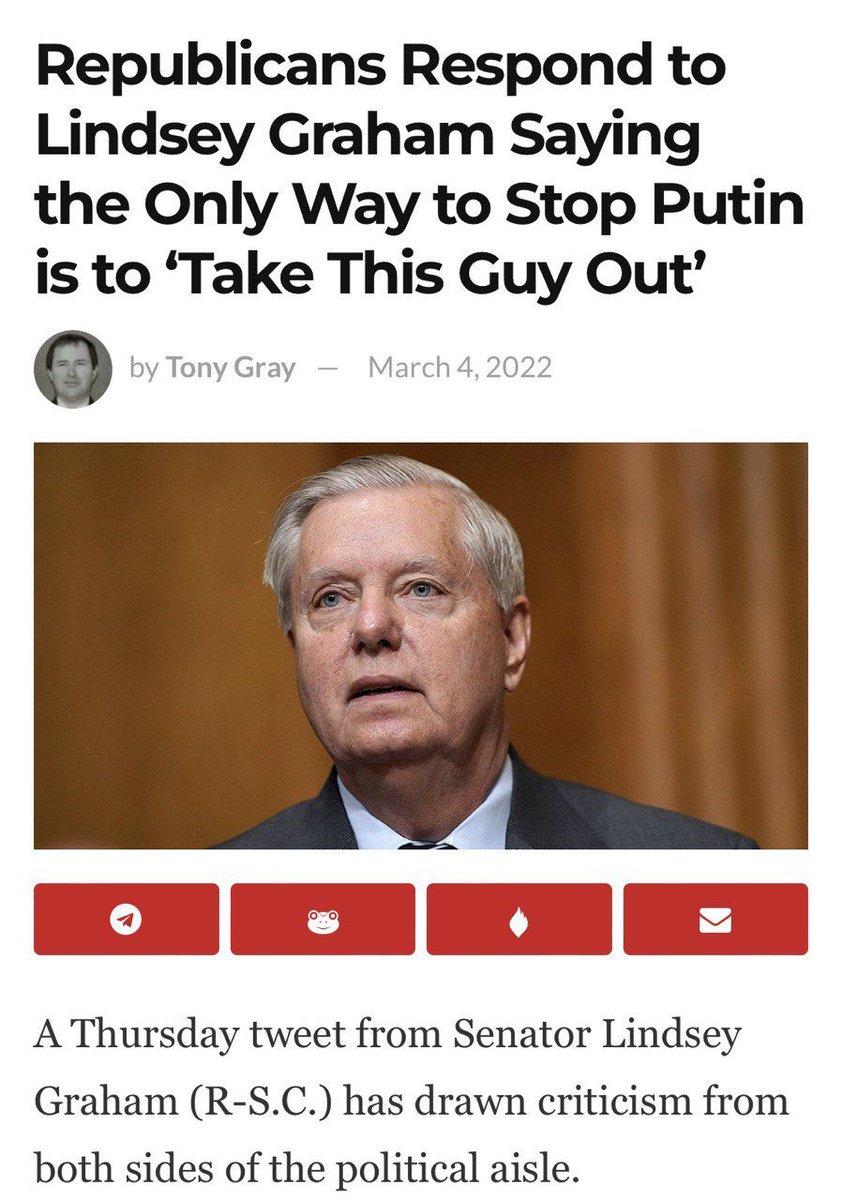 Republicans Respond to
Lindsey Graham Saying
the Only Way to Stop Putin
is to ‘Take This Guy Out’
by Tony Gray — March 4, 2022
A Thursday tweet from Senator Lindsey
Graham (R-S.C.) has drawn criticism from
both sides of the political aisle.